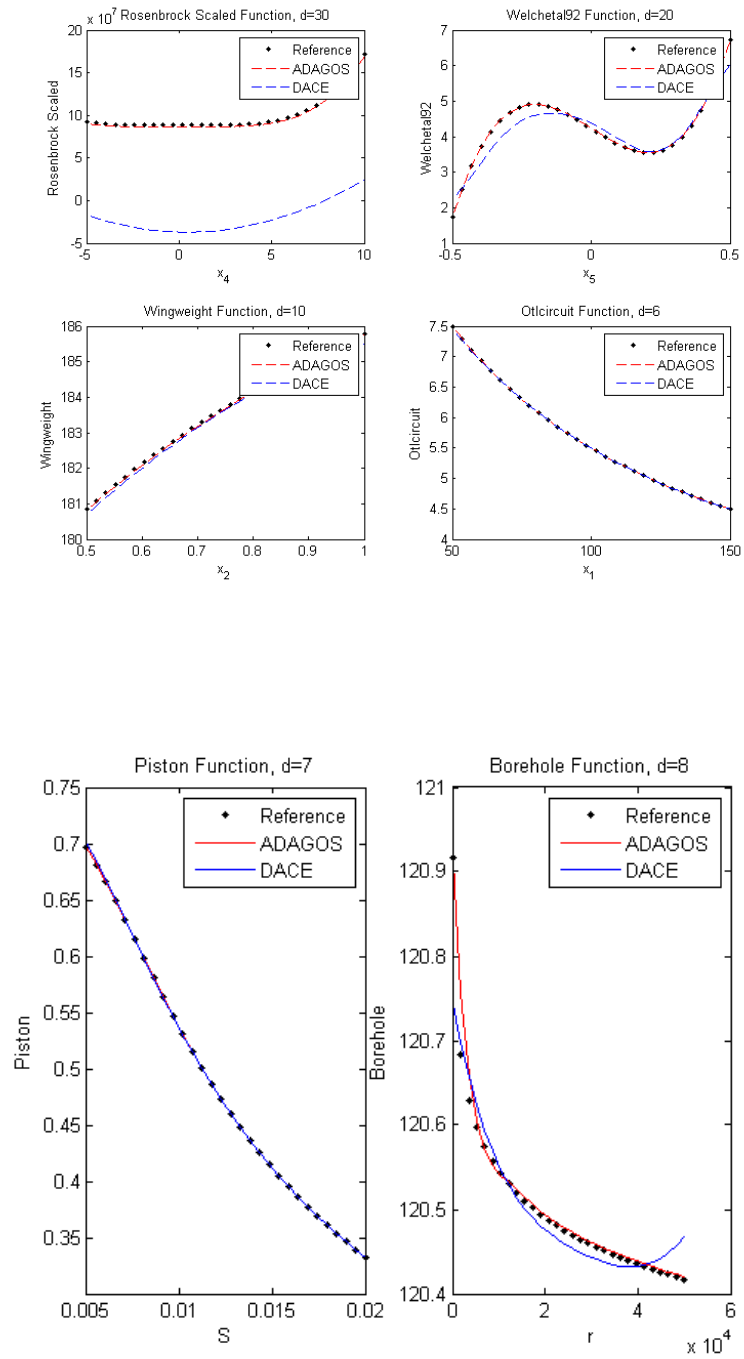 x 10^7 Rosenbrock Scaled Function, d=30
Rosenbrock Scaled
20
15
10
5
0
-5
-5
0
5
10
x_4
Reference
ADAGOS
DACE
Welchetal92 Function, d=20
Welchetal92
7
6
5
4
3
2
1
-0.5
0
0.5
x_5
Reference
ADAGOS
DACE
Wingweight Function, d=10
Wingweight
186
185
184
183
182
181
180
0.5
0.6
0.7
0.8
0.9
1
x_2
Reference
ADAGOS
DACE
Otlcircuit Function, d=6
Otlcircuit
7.5
7
6.5
6
5.5
5
4.5
4
50
100
150
x_1
Reference
ADAGOS
DACE
Piston Function, d=7
Piston
0.75
0.7
0.65
0.6
0.55
0.5
0.45
0.4
0.35
0.005
0.01
0.015
0.02
S
Reference
ADAGOS
DACE
Borehole Function, d=8
Borehole
121
120.9
120.8
120.7
120.6
120.5
120.4
0
2
4
6
r
x 10^4
Reference
ADAGOS
DACE